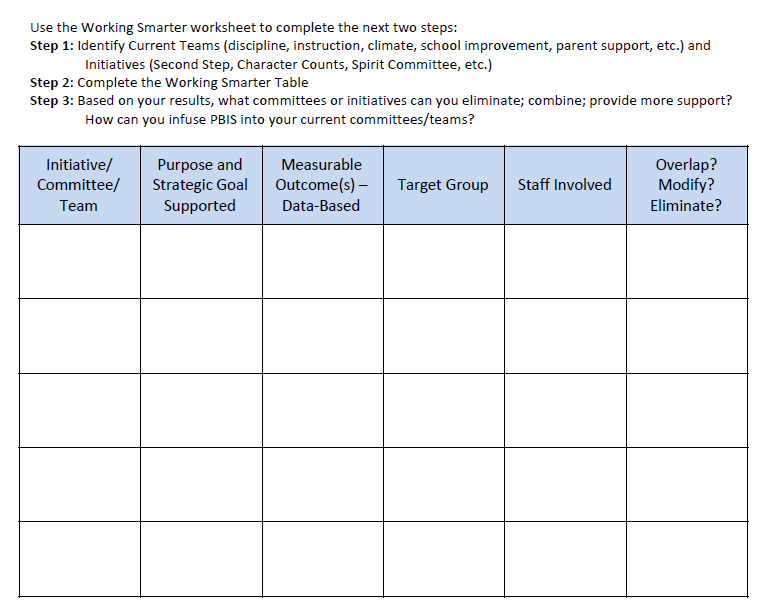 Use the Working Smarter worksheet to complete the next two steps:
Step 1: Identify Current Teams (discipline, instruction, climate, school improvement, parent support, etc.) and
Initiatives (Second Step, Character Counts, Spirit Committee, etc.)
Step 2: Complete the Working Smarter Table
Step 3: Based on your results, what committees or initiatives can you eliminate; combine; provide more support?
How can you infuse PBIS into your current committees/teams?
Initiative/
Committee/
Team
Purpose and
Strategic Goal
Supported
Measurable
Outcome(s) –
Data-Based
Target Group
Staff Involved
Overlap?
Modify?
Eliminate?